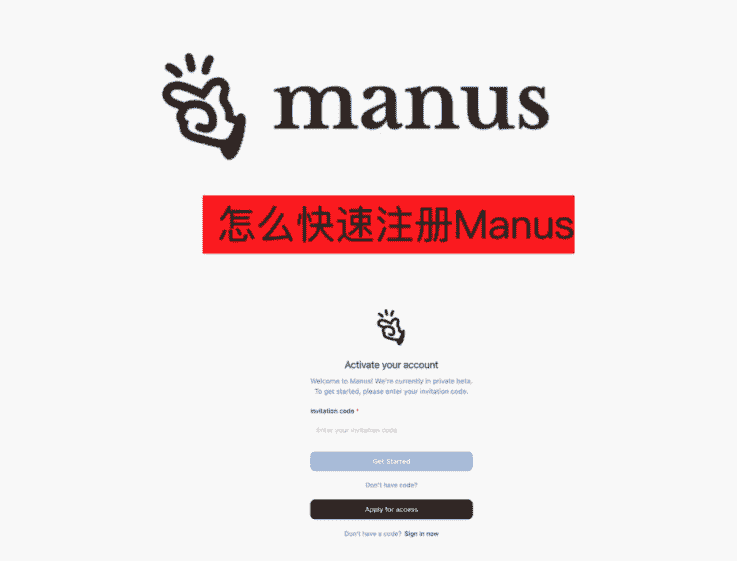 manus
怎么快速注册Manus
Activate your account
Welcome to Manus! We're currently in private beta.
To get started, please enter your invitation code.
Invitation code *
Enter your invitation code
Get Started
Don't have code?
Apply for access
Don't have a code? Sign in now